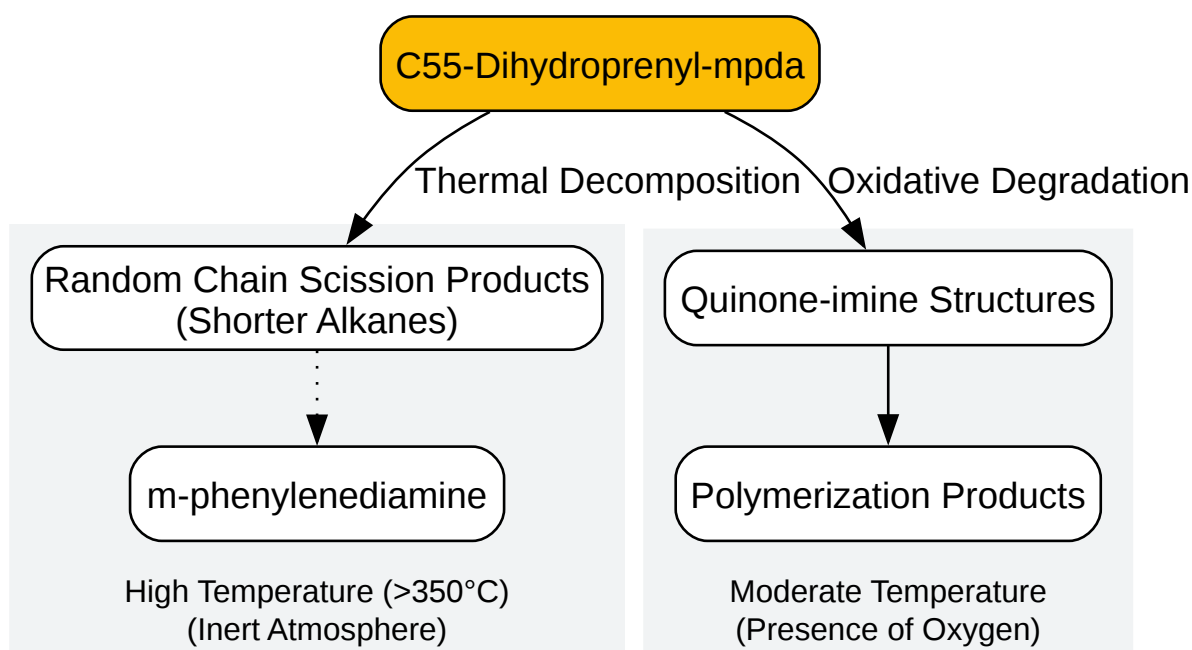 C55-Dihydroprenyl-mpda
Thermal Decomposition
Oxidative Degradation
Random Chain Scission Products
(Shorter Alkanes)
Quinone-imine Structures
m-phenylenediamine
Polymerization Products
High Temperature (>350°C)
(Inert Atmosphere)
Moderate Temperature
(Presence of Oxygen)